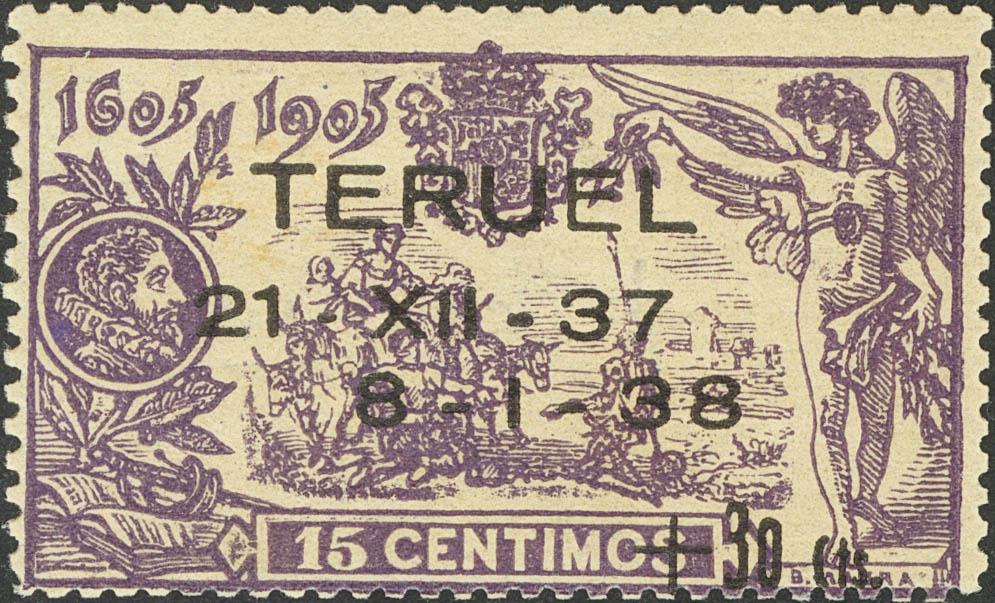 1605 1905
TERUEL
21 - XII - 37
8 - I - 38
15 CENTIMOS + 30 cts.